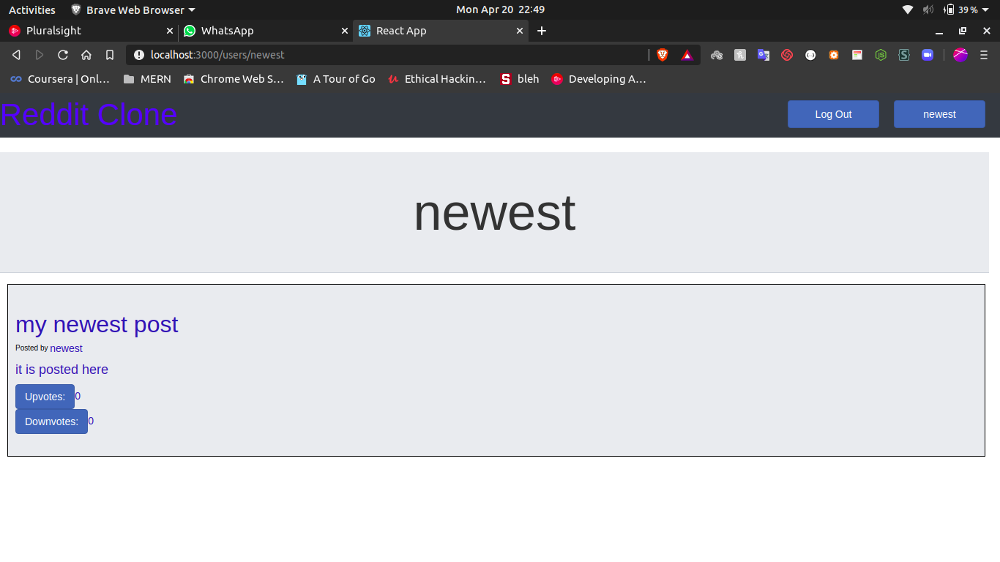 Activities Brave Web Browser Mon Apr 20 22:49 39 %
Pluralsight WhatsApp React App
localhost:3000/users/newest
Coursera | Onl… MERN Chrome Web S… A Tour of Go Ethical Hackin… bleh Developing A…
Reddit Clone Log Out newest
newest
my newest post
Posted by newest
it is posted here
Upvotes: 0
Downvotes: 0